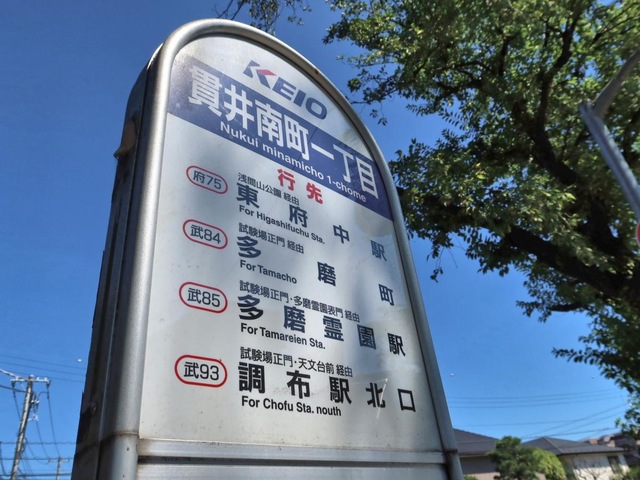 KEIO
貫井南町一丁目
Nukui minamicho 1-chome
行先
府75
浅間山公園 経由
東府中駅
For Higashifuchu Sta.
武84
試験場正門 経由
多磨町
For Tamacho
武85
試験場正門・多磨霊園表門 経由
多磨霊園駅
For Tamareien Sta.
武93
試験場正門・天文台前 経由
調布駅北口
For Chofu Sta. nouth